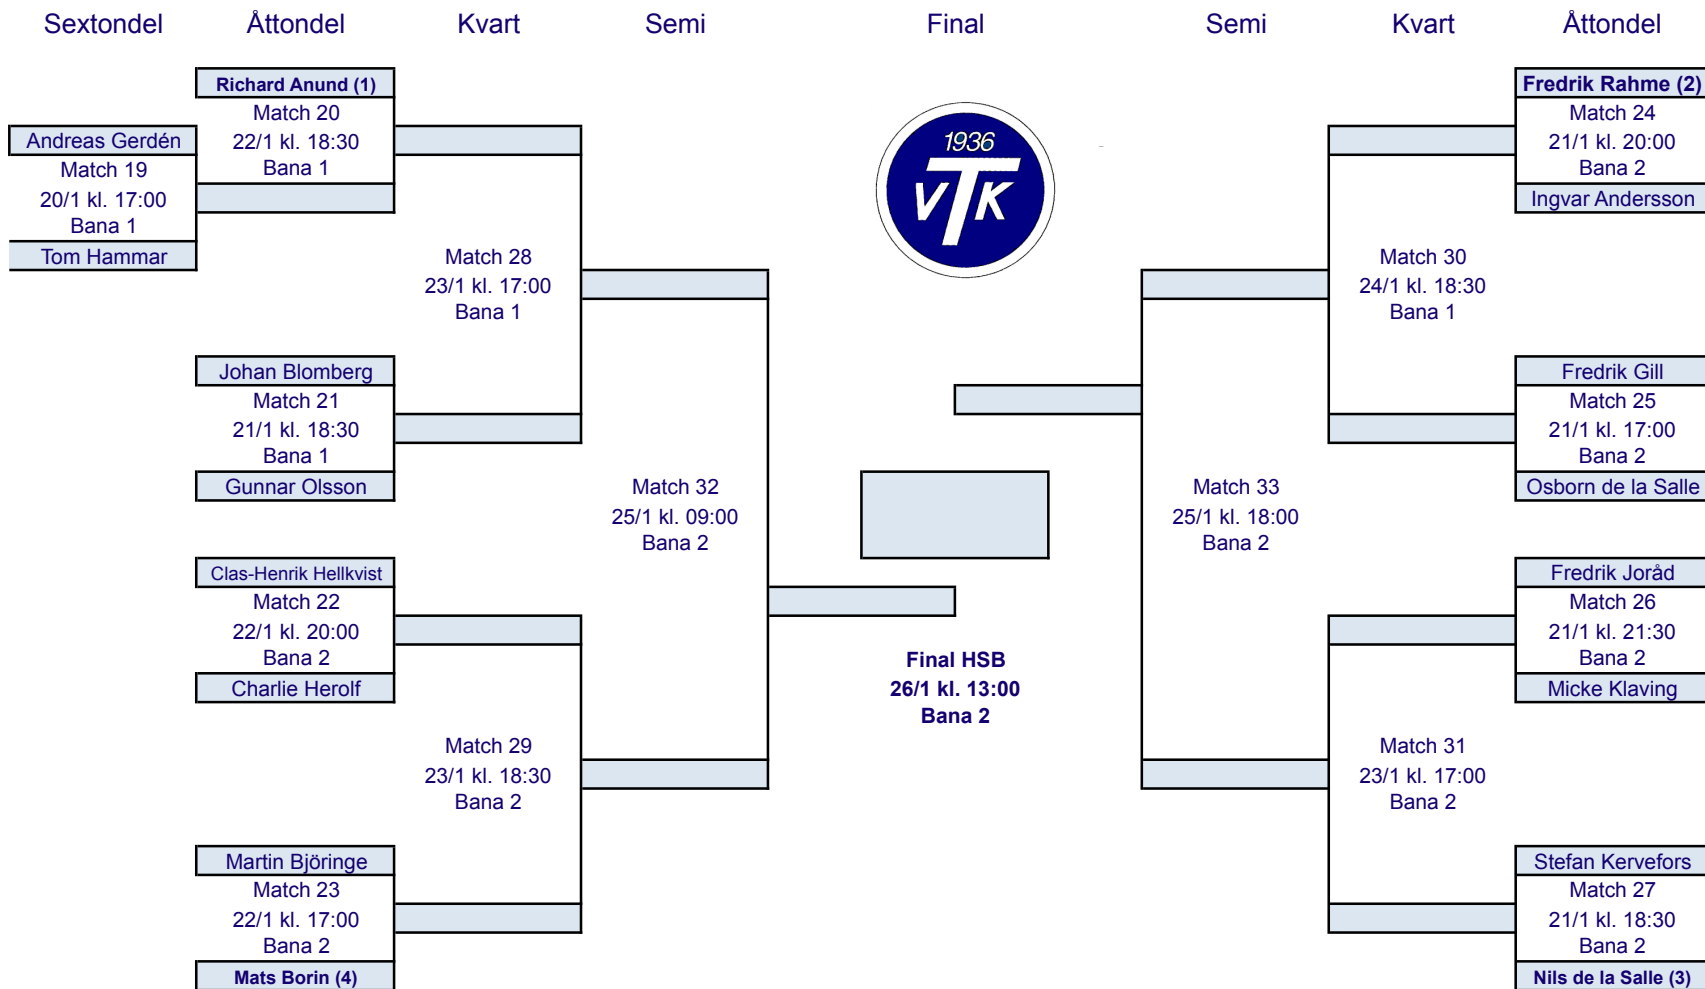 Sextondel Åttondel Kvart Semi Final Semi Kvart Åttondel
Richard Anund (1)
Match 20
22/1 kl. 18:30
Bana 1
Andreas Gerdén
Match 19
20/1 kl. 17:00
Bana 1
Tom Hammar
Match 28
23/1 kl. 17:00
Bana 1
Johan Blomberg
Match 21
21/1 kl. 18:30
Bana 1
Gunnar Olsson
Match 32
25/1 kl. 09:00
Bana 2
Clas-Henrik Hellkvist
Match 22
22/1 kl. 20:00
Bana 2
Charlie Herolf
Match 29
23/1 kl. 18:30
Bana 2
Martin Björinge
Match 23
22/1 kl. 17:00
Bana 2
Mats Borin (4)
1936
VTK
Final HSB
26/1 kl. 13:00
Bana 2
Fredrik Rahme (2)
Match 24
21/1 kl. 20:00
Bana 2
Ingvar Andersson
Match 30
24/1 kl. 18:30
Bana 1
Fredrik Gill
Match 25
21/1 kl. 17:00
Bana 2
Osborn de la Salle
Match 33
25/1 kl. 18:00
Bana 2
Fredrik Joråd
Match 26
21/1 kl. 21:30
Bana 2
Micke Klaving
Match 31
23/1 kl. 17:00
Bana 2
Stefan Kervefors
Match 27
21/1 kl. 18:30
Bana 2
Nils de la Salle (3)